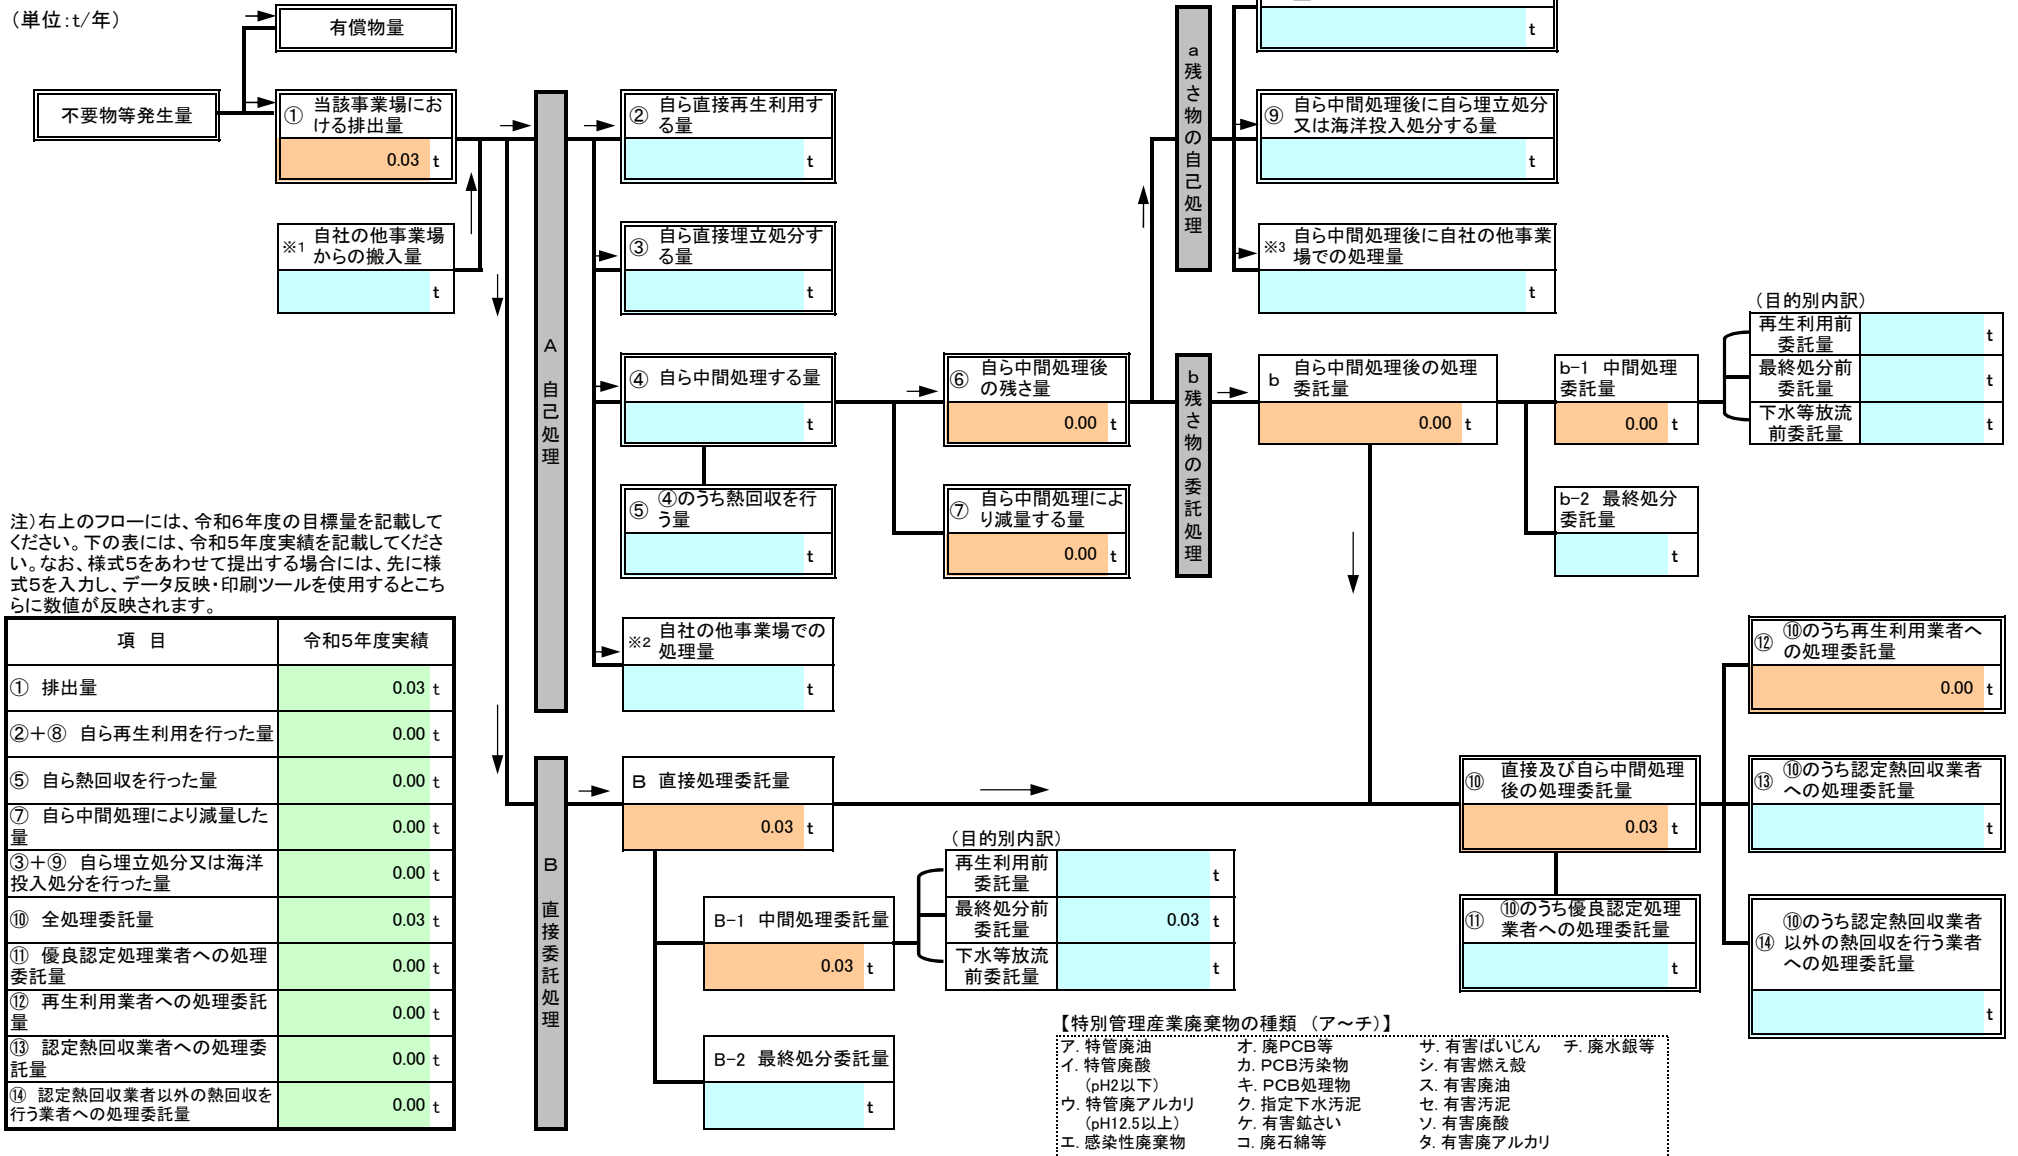 （単位：t/年）
有償物量
不要物等発生量
① 当該事業場にお
ける排出量
0.03 t
※1 自社の他事業場
からの搬入量
t
A 自己処理
② 自ら直接再生利用す
る量
t
③ 自ら直接埋立処分す
る量
t
④ 自ら中間処理する量
t
⑤ ④のうち熱回収を行
う量
t
※2 自社の他事業場での
処理量
t
⑥ 自ら中間処理後
の残さ量
0.00 t
⑦ 自ら中間処理によ
り減量する量
0.00 t
a 残さ物の自己処理
t
⑨ 自ら中間処理後に自ら埋立処分
又は海洋投入処分する量
t
※3 自ら中間処理後に自社の他事業
場での処理量
t
b 残さ物の委託処理
b 自ら中間処理後の処理
委託量
0.00 t
b-1 中間処理
委託量
0.00 t
b-2 最終処分
委託量
t
（目的別内訳）
再生利用前
委託量
t
最終処分前
委託量
t
下水等放流
前委託量
t
注）右上のフローには、令和６年度の目標量を記載して
ください。下の表には、令和５年度実績を記載してくださ
い。なお、様式５をあわせて提出する場合には、先に様
式５を入力し、データ反映・印刷ツールを使用するとこち
らに数値が反映されます。
項 目 令和５年度実績
① 排出量 0.03 t
②＋⑧ 自ら再生利用を行った量 0.00 t
⑤ 自ら熱回収を行った量 0.00 t
⑦ 自ら中間処理により減量した
量 0.00 t
③＋⑨ 自ら埋立処分又は海洋
投入処分を行った量 0.00 t
⑩ 全処理委託量 0.03 t
⑪ 優良認定処理業者への処理
委託量 0.00 t
⑫ 再生利用業者への処理委託
量 0.00 t
⑬ 認定熱回収業者への処理委
託量 0.00 t
⑭ 認定熱回収業者以外の熱回収を
行う業者への処理委託量 0.00 t
B 直接委託処理
B 直接処理委託量
0.03 t
B-1 中間処理委託量
0.03 t
B-2 最終処分委託量
t
（目的別内訳）
再生利用前
委託量
t
最終処分前
委託量
0.03 t
下水等放流
前委託量
t
⑩ 直接及び自ら中間処理
後の処理委託量
0.03 t
⑪ ⑩のうち優良認定処理
業者への処理委託量
t
⑫ ⑩のうち再生利用業者へ
の処理委託量
0.00 t
⑬ ⑩のうち認定熱回収業者
への処理委託量
t
⑭ ⑩のうち認定熱回収業者
以外の熱回収を行う業者
への処理委託量
t
【特別管理産業廃棄物の種類 （ア～チ）】
ア．特管廃油 オ．廃PCB等 サ．有害ばいじん チ．廃水銀等
イ．特管廃酸 カ．PCB汚染物 シ．有害燃え殻
（pH2以下） キ．PCB処理物 ス．有害廃油
ウ．特管廃アルカリ ク．指定下水汚泥 セ．有害汚泥
（pH12.5以上） ケ．有害鉱さい ソ．有害廃酸
エ．感染性廃棄物 コ．廃石綿等 タ．有害廃アルカリ